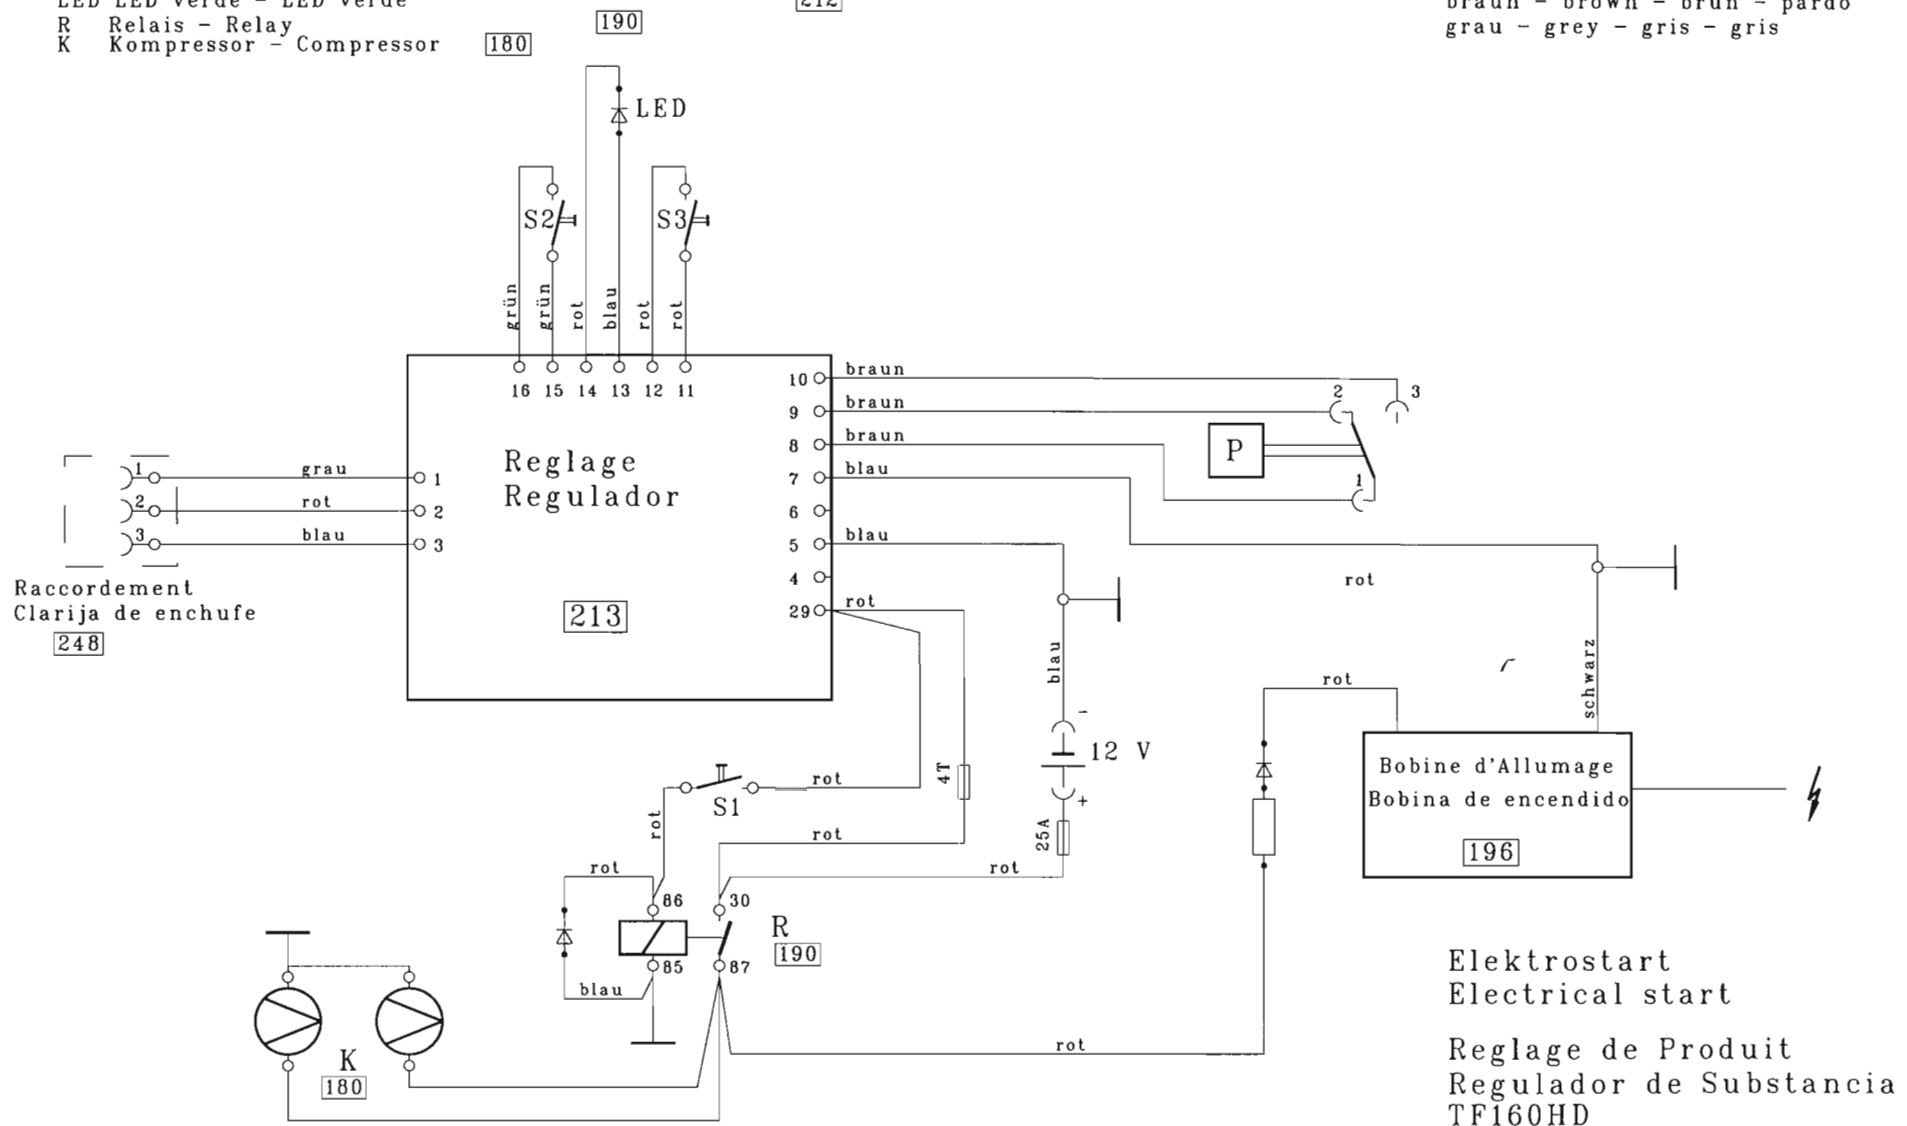 LED LED verde - LED verde
R Relais - Relay
K Kompressor - Compressor
180
190
212
braun - brown - brun - pardo
grau - grey - gris - gris
LED
S2
S3
grün
grün
rot
blau
rot
rot
16 15 14 13 12 11
Reglage
Regulador
213
1 grau 1
2 rot 2
3 blau 3
Raccordement
Clarija de enchufe
248
10 braun
9 braun
8 braun
7 blau
6
5 blau
4
29 rot
2
3
P
1
rot
blau
schwarz
-
12 V
+
25A
4T
rot
S1
rot
rot
rot
rot
rot
86
30
R
190
85
87
blau
K
180
rot
rot
Bobine d'Allumage
Bobina de encendido
196
Elektrostart
Electrical start
Reglage de Produit
Regulador de Substancia
TF160HD